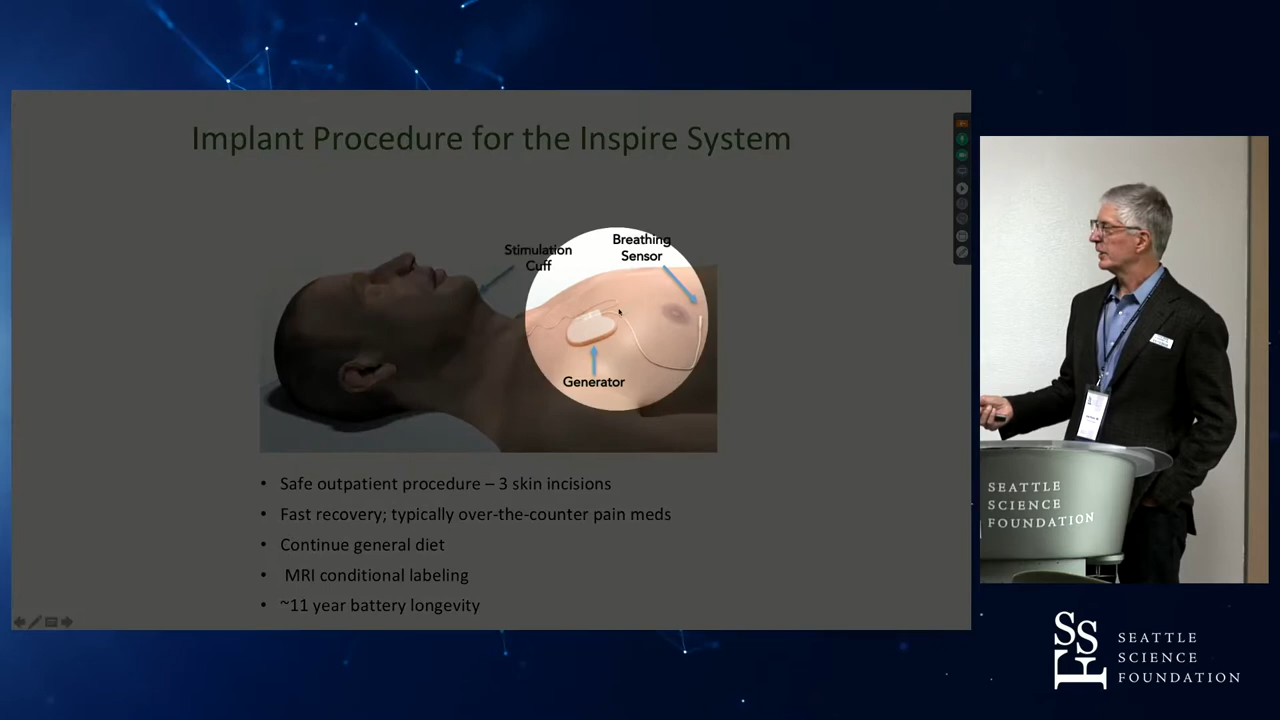 Implant Procedure for the Inspire System
Stimulation
Cuff
Breathing
Sensor
Generator
• Safe outpatient procedure – 3 skin incisions
• Fast recovery; typically over-the-counter pain meds
• Continue general diet
• MRI conditional labeling
• ~11 year battery longevity
SEATTLE
SCIENCE
FOUNDATION
SSF
SEATTLE
SCIENCE
FOUNDATION